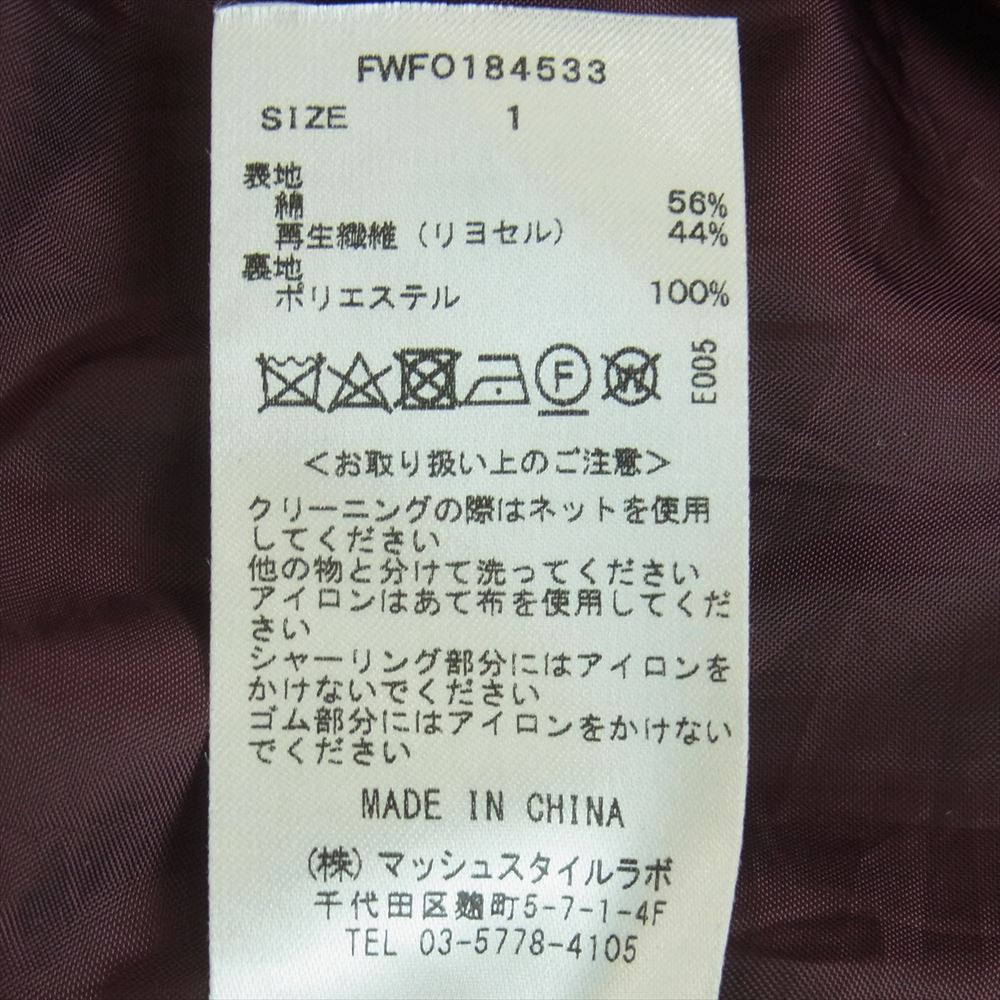 FWFO184533
SIZE 1
表地
綿 56%
再生繊維（リヨセル） 44%
裏地
ポリエステル 100%
F W E005
＜お取り扱い上のご注意＞
クリーニングの際はネットを使用
してください
他の物と分けて洗ってください
アイロンはあて布を使用してくだ
さい
シャーリング部分にはアイロンを
かけないでください
ゴム部分にはアイロンをかけない
でください
MADE IN CHINA
(株)マッシュスタイルラボ
千代田区麹町5-7-1-4F
TEL 03-5778-4105